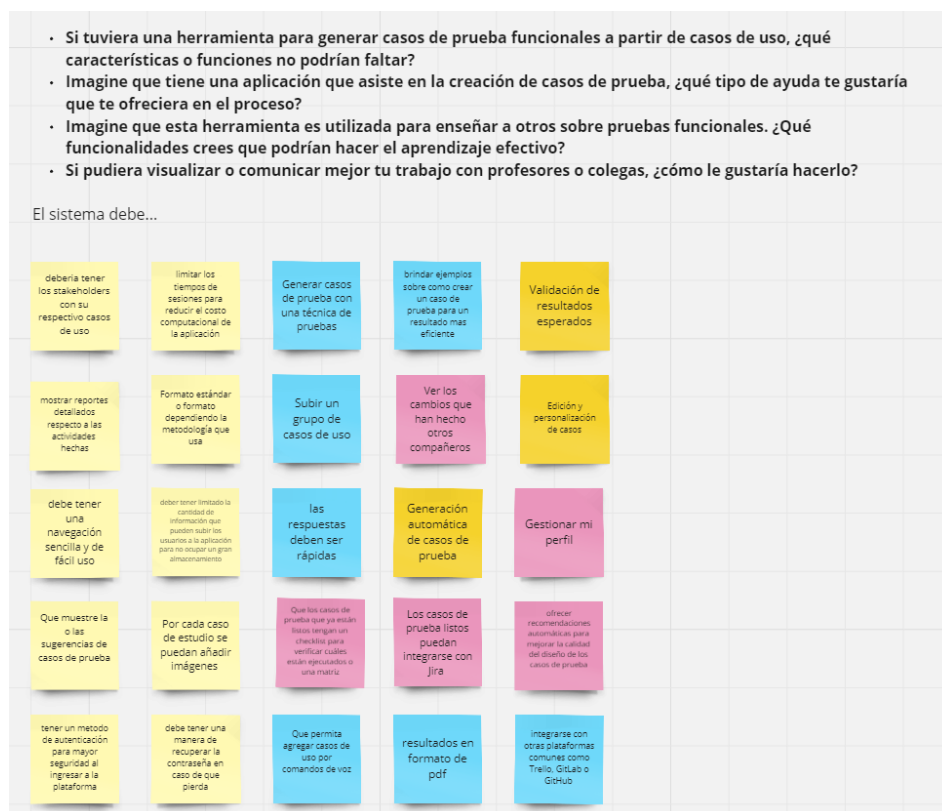 Si tuviera una herramienta para generar casos de prueba funcionales a partir de casos de uso, ¿qué
características o funciones no podrían faltar?
Imagine que tiene una aplicación que asiste en la creación de casos de prueba, ¿qué tipo de ayuda te gustaría
que te ofreciera en el proceso?
Imagine que esta herramienta es utilizada para enseñar a otros sobre pruebas funcionales. ¿Qué
funcionalidades crees que podrían hacer el aprendizaje efectivo?
Si pudiera visualizar o comunicar mejor tu trabajo con profesores o colegas, ¿cómo le gustaría hacerlo?
El sistema debe...
deberia tener
los stakeholders
con su
respectivo casos
de uso
limitar los
tiempos de
sesiones para
reducir el costo
computacional de
la aplicación
Generar casos
de prueba con
una técnica de
pruebas
brindar ejemplos
sobre como crear
un caso de
prueba para un
resultado mas
eficiente
Validación de
resultados
esperados
mostrar reportes
detallados
respecto a las
actividades
hechas
Formato estándar
o formato
dependiendo la
metodología que
usa
Subir un
grupo de
casos de uso
Ver los
cambios que
han hecho
otros
compañeros
Edición y
personalización
de casos
debe tener
una
navegación
sencilla y de
fácil uso
deber tener limitado la
cantidad de
información que
pueden subir los
usuarios a la aplicación
para no ocupar un gran
almacenamiento
las
respuestas
deben ser
rápidas
Generación
automática
de casos de
prueba
Gestionar mi
perfil
Que muestre la
o las
sugerencias de
casos de prueba
Por cada caso
de estudio se
puedan añadir
imágenes
Que los casos de
prueba que ya están
listos tengan un
checklist para
verificar cuáles
están ejecutados o
una matriz
Los casos de
prueba listos
puedan
integrarse con
Jira
ofrecer
recomendaciones
automáticas para
mejorar la calidad
del diseño de los
casos de prueba
tener un metodo
de autenticación
para mayor
seguridad al
ingresar a la
plataforma
debe tener una
manera de
recuperar la
contraseña en
caso de que
pierda
Que permita
agregar casos de
uso por
comandos de voz
resultados en
formato de
pdf
integrarse con
otras plataformas
comunes como
Trello, GitLab o
GitHub